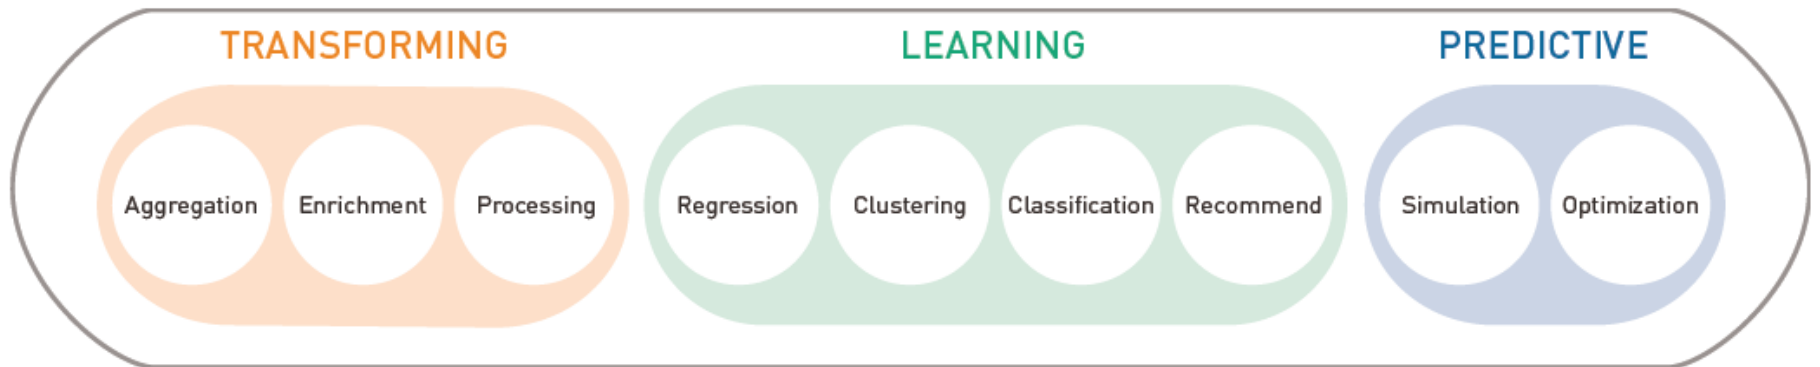 TRANSFORMING
Aggregation
Enrichment
Processing
LEARNING
Regression
Clustering
Classification
Recommend
PREDICTIVE
Simulation
Optimization